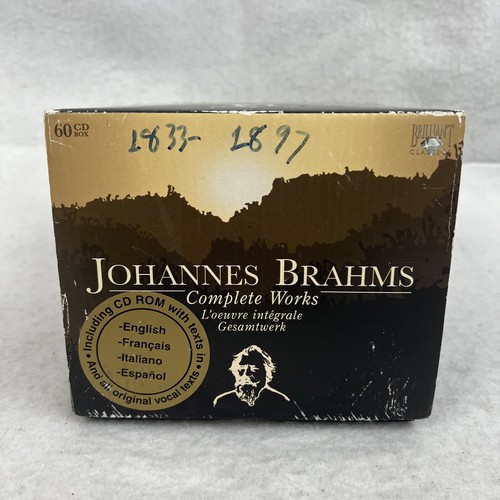 60 CD
BOX
1833- 1897
BRILLIANT
CLASSICS
JOHANNES BRAHMS
Complete Works
L'oeuvre intégrale
Gesamtwerk
• Including CD ROM with texts in •
-English
-Français
-Italiano
-Español
And all original vocal texts